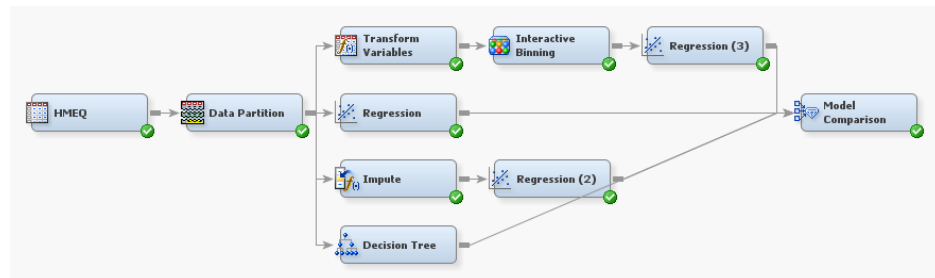 Transform
Variables
Interactive
Binning
Regression (3)
HMEQ
Data Partition
Regression
Model
Comparison
Impute
Regression (2)
Decision Tree